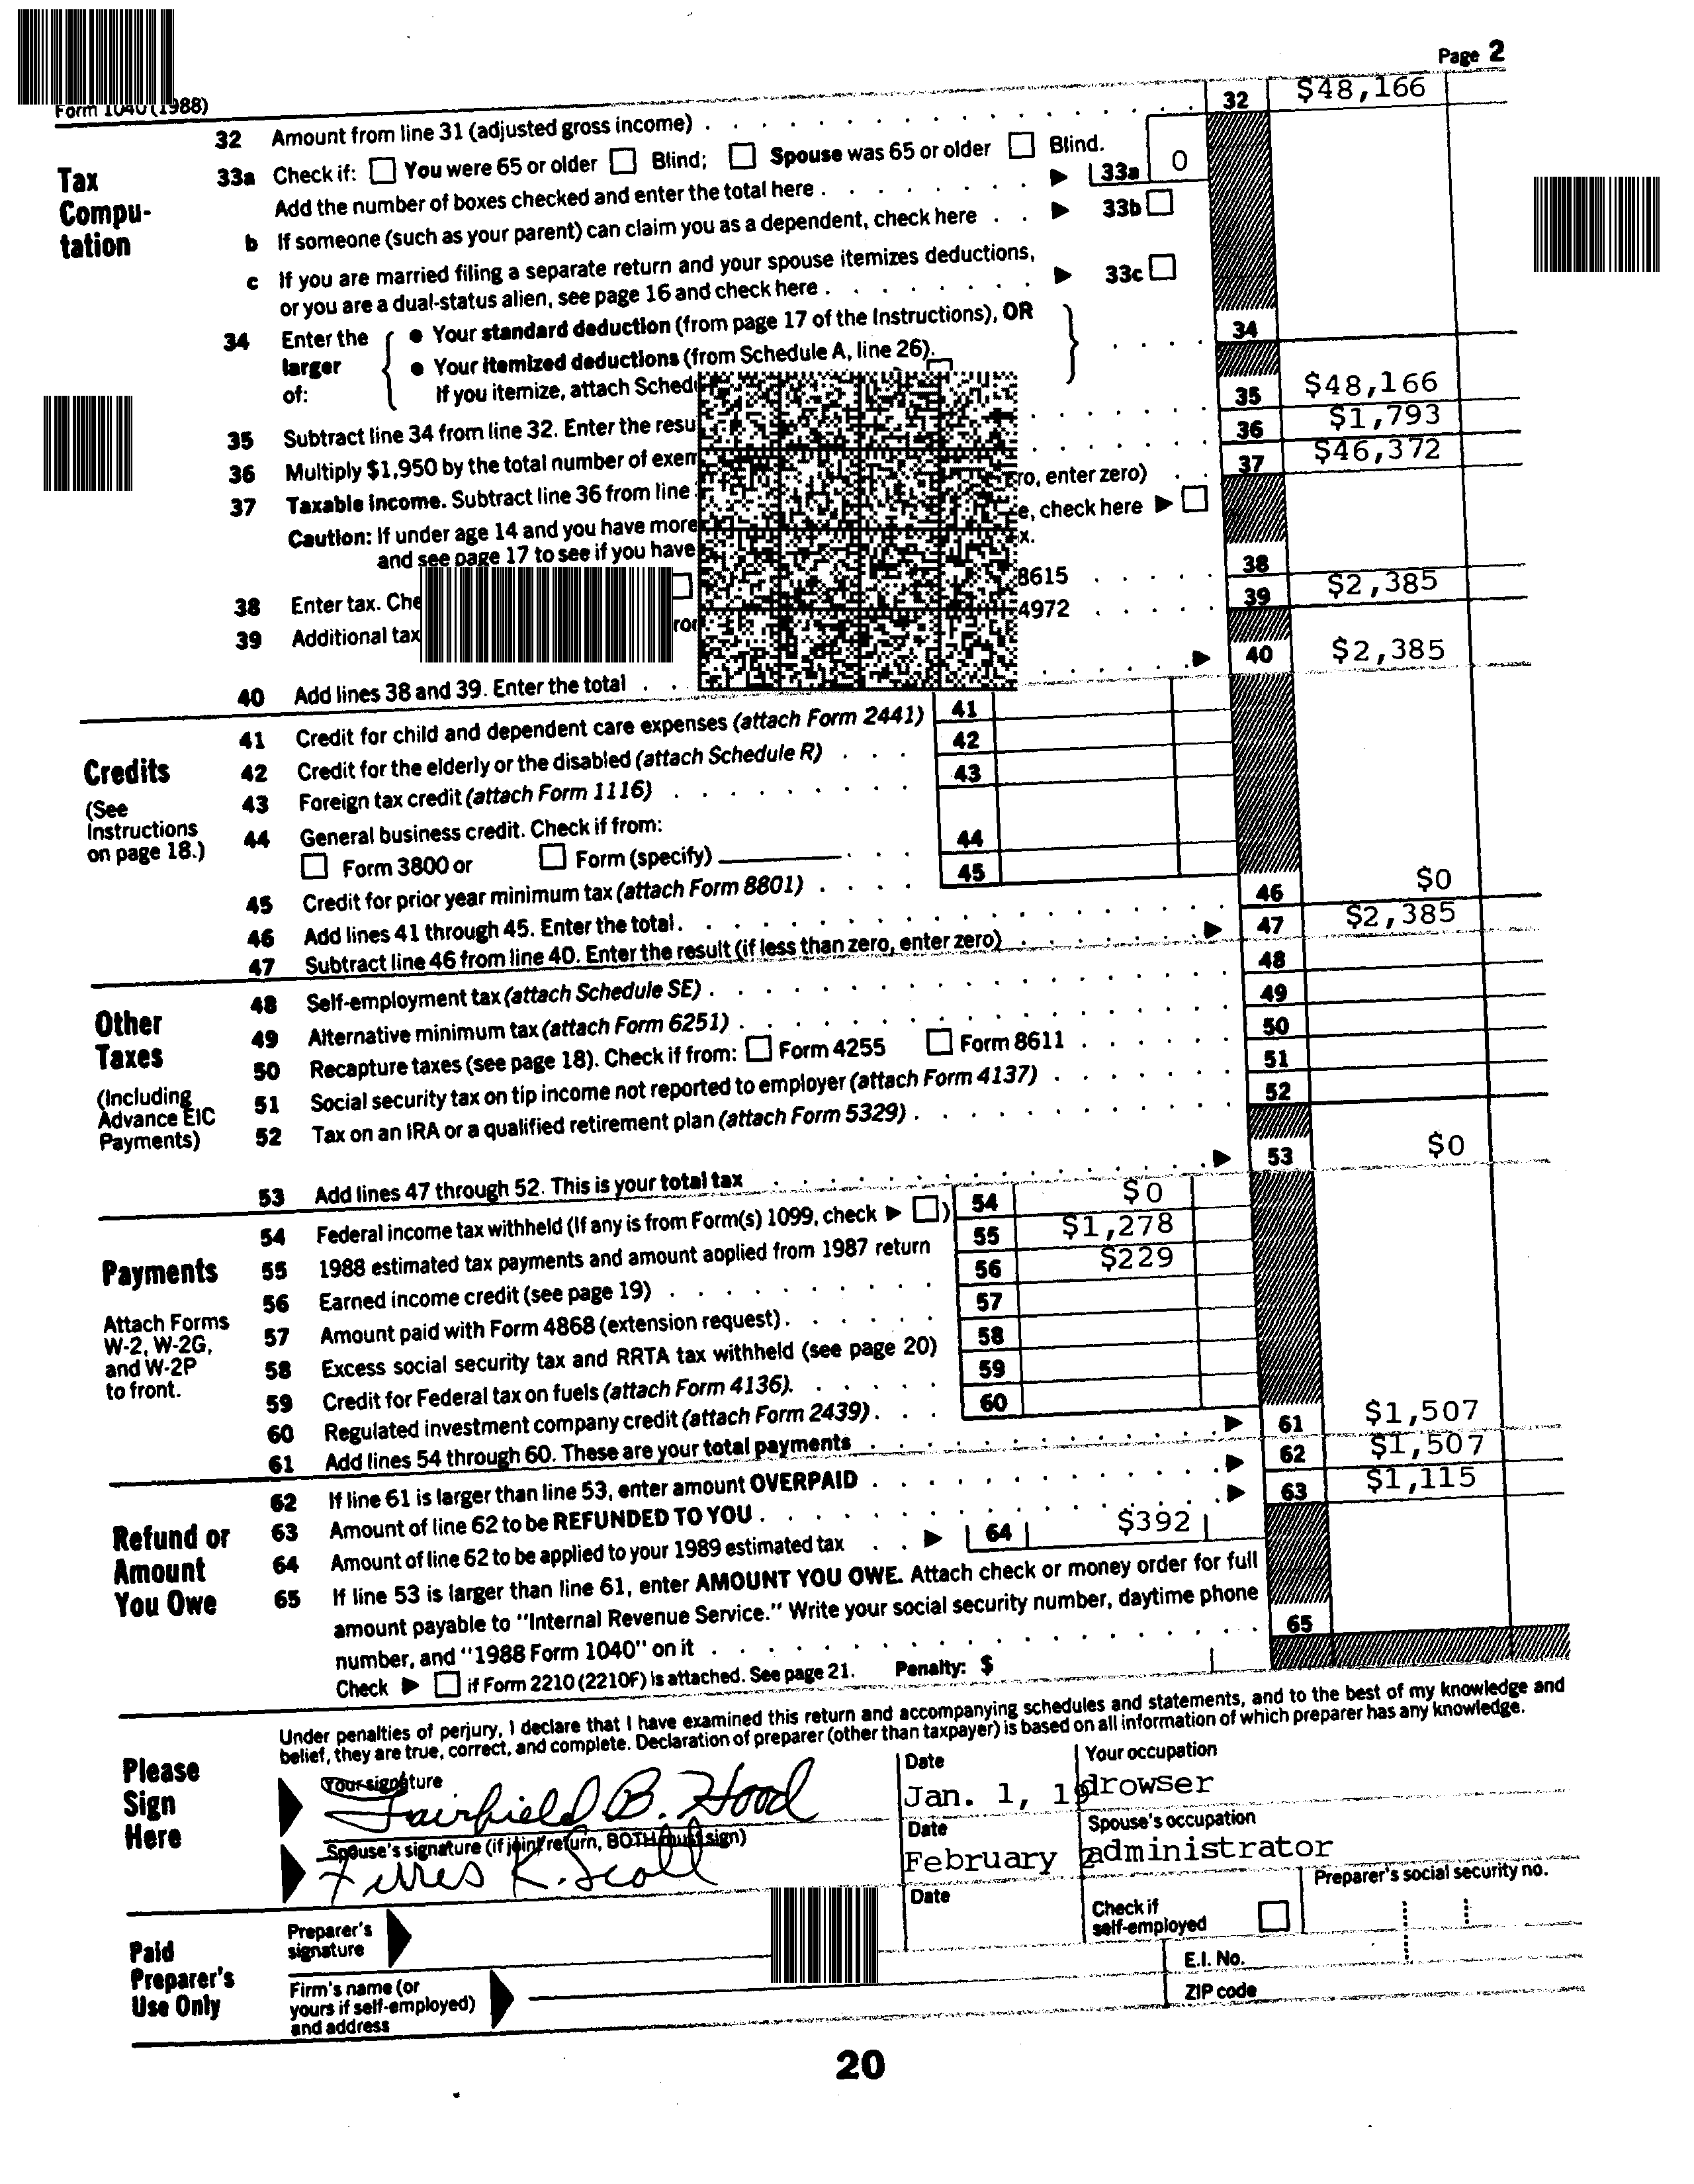 Page 2
Form 1040 (1988)
32 Amount from line 31 (adjusted gross income) . . . . 32 $48,166
Tax Compu-tation
33a Check if: You were 65 or older Blind; Spouse was 65 or older Blind.
Add the number of boxes checked and enter the total here . . . . 33a 0
b If someone (such as your parent) can claim you as a dependent, check here . . 33b
c If you are married filing a separate return and your spouse itemizes deductions,
or you are a dual-status alien, see page 16 and check here . . . . 33c
34 Enter the larger of: { • Your standard deduction (from page 17 of the Instructions), OR
• Your itemized deductions (from Schedule A, line 26). } . . . . 34
If you itemize, attach
35 Subtract line 34 from line 32. Enter the . . . . 35 $48,166
36 Multiply $1,950 by the total number of . . . . 36 $1,793
37 Taxable income. Subtract line 36 from line enter zero) . . 37 $46,372
Caution: If under age 14 and you have more check here
and see page 17 to see if you have
38 Enter tax. 8615 . . . . 38
39 Additional tax 4972 . . . . 39 $2,385
40 Add lines 38 and 39. Enter the total . . . . 40 $2,385
Credits
(See Instructions on page 18.)
41 Credit for child and dependent care expenses (attach Form 2441) 41
42 Credit for the elderly or the disabled (attach Schedule R) . . . 42
43 Foreign tax credit (attach Form 1116) . . . . 43
44 General business credit. Check if from:
Form 3800 or Form (specify) . . . 44
45 Credit for prior year minimum tax (attach Form 8801) . . . . 45
46 Add lines 41 through 45. Enter the total . . . . 46 $0
47 Subtract line 46 from line 40. Enter the result (if less than zero, enter zero) . . . . 47 $2,385
Other Taxes
(Including Advance EIC Payments)
48 Self-employment tax (attach Schedule SE) . . . . 48
49 Alternative minimum tax (attach Form 6251) . . . . 49
50 Recapture taxes (see page 18). Check if from: Form 4255 Form 8611 . . . . 50
51 Social security tax on tip income not reported to employer (attach Form 4137) . . . . 51
52 Tax on an IRA or a qualified retirement plan (attach Form 5329) . . . . 52
53 Add lines 47 through 52. This is your total tax . . . . 53 $0
Payments
Attach Forms W-2, W-2G, and W-2P to front.
54 Federal income tax withheld (If any is from Form(s) 1099, check ) 54 $0
55 1988 estimated tax payments and amount applied from 1987 return 55 $1,278
56 Earned income credit (see page 19) . . . . 56 $229
57 Amount paid with Form 4868 (extension request) . . . . 57
58 Excess social security tax and RRTA tax withheld (see page 20) 58
59 Credit for Federal tax on fuels (attach Form 4136). . . . 59
60 Regulated investment company credit (attach Form 2439) . . . 60
61 Add lines 54 through 60. These are your total payments . . . . 61 $1,507
Refund or Amount You Owe
62 If line 61 is larger than line 53, enter amount OVERPAID . . . . 62 $1,507
63 Amount of line 62 to be REFUNDED TO YOU . . . . 63 $1,115
64 Amount of line 62 to be applied to your 1989 estimated tax . . 64 $392
65 If line 53 is larger than line 61, enter AMOUNT YOU OWE. Attach check or money order for full
amount payable to "Internal Revenue Service." Write your social security number, daytime phone
number, and "1988 Form 1040" on it . . . . 65
Check if Form 2210 (2210F) is attached. See page 21. Penalty: $
Please Sign Here
Under penalties of perjury, I declare that I have examined this return and accompanying schedules and statements, and to the best of my knowledge and
belief, they are true, correct, and complete. Declaration of preparer (other than taxpayer) is based on all information of which preparer has any knowledge.
Your signature Date Your occupation
Fairfield B. Hood Jan. 1, 19 drowser
Spouse's signature (if joint return, BOTH must sign) Date Spouse's occupation
Ferres K. Scott February 2 administrator
Paid Preparer's Use Only
Preparer's signature Date Check if self-employed Preparer's social security no.
Firm's name (or yours if self-employed) and address E.I. No.
ZIP code
20